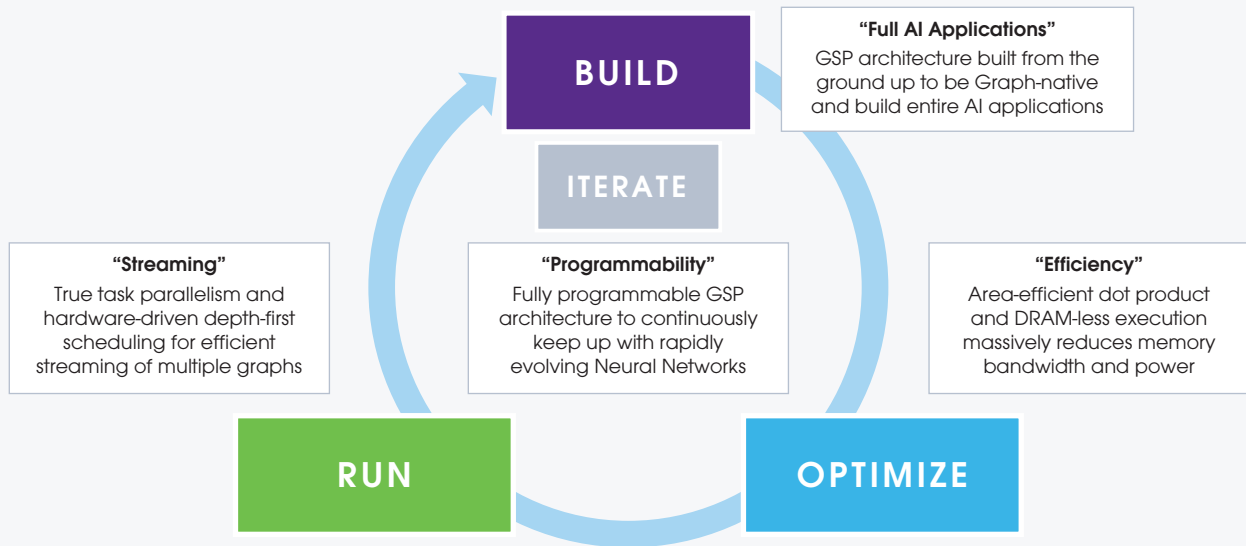 BUILD
“Full AI Applications”
GSP architecture built from the
ground up to be Graph-native
and build entire AI applications
ITERATE
“Streaming”
True task parallelism and
hardware-driven depth-first
scheduling for efficient
streaming of multiple graphs
“Programmability”
Fully programmable GSP
architecture to continuously
keep up with rapidly
evolving Neural Networks
“Efficiency”
Area-efficient dot product
and DRAM-less execution
massively reduces memory
bandwidth and power
RUN
OPTIMIZE